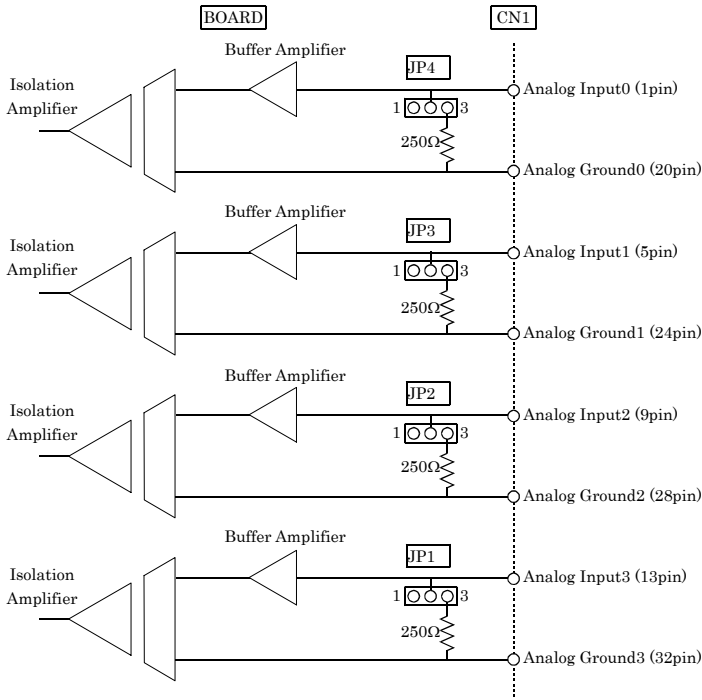 BOARD
CN1
Buffer Amplifier
JP4
Isolation
Amplifier
Analog Input0 (1pin)
1
3
250Ω
Analog Ground0 (20pin)
Buffer Amplifier
JP3
Isolation
Amplifier
Analog Input1 (5pin)
1
3
250Ω
Analog Ground1 (24pin)
Buffer Amplifier
JP2
Isolation
Amplifier
Analog Input2 (9pin)
1
3
250Ω
Analog Ground2 (28pin)
Buffer Amplifier
JP1
Isolation
Amplifier
Analog Input3 (13pin)
1
3
250Ω
Analog Ground3 (32pin)